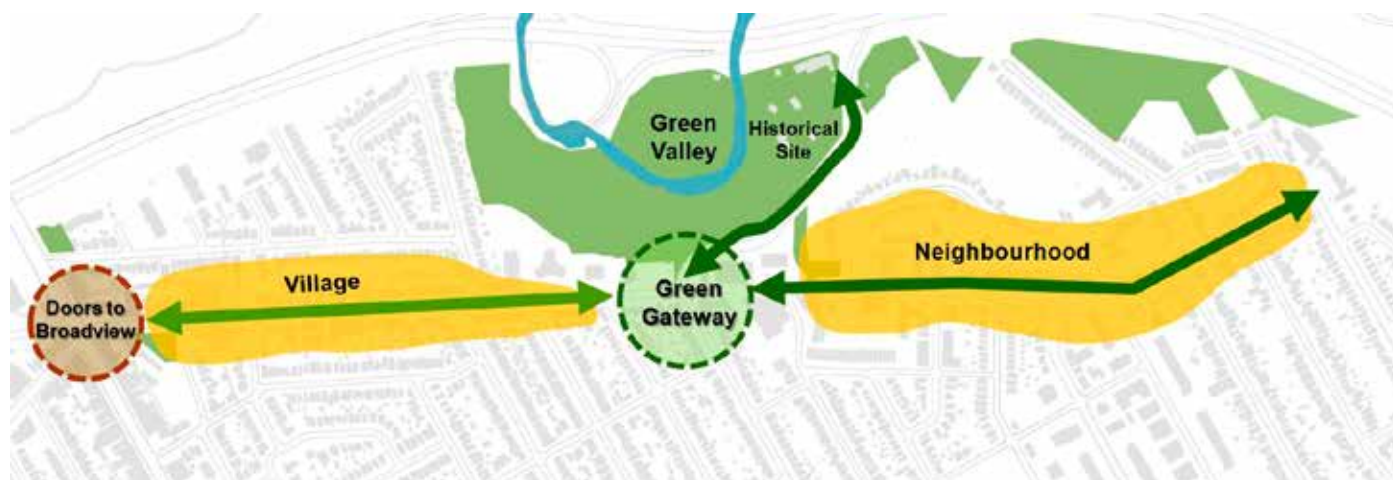 Green
Valley
Historical
Site
Neighbourhood
Village
Doors to
Broadview
Green
Gateway